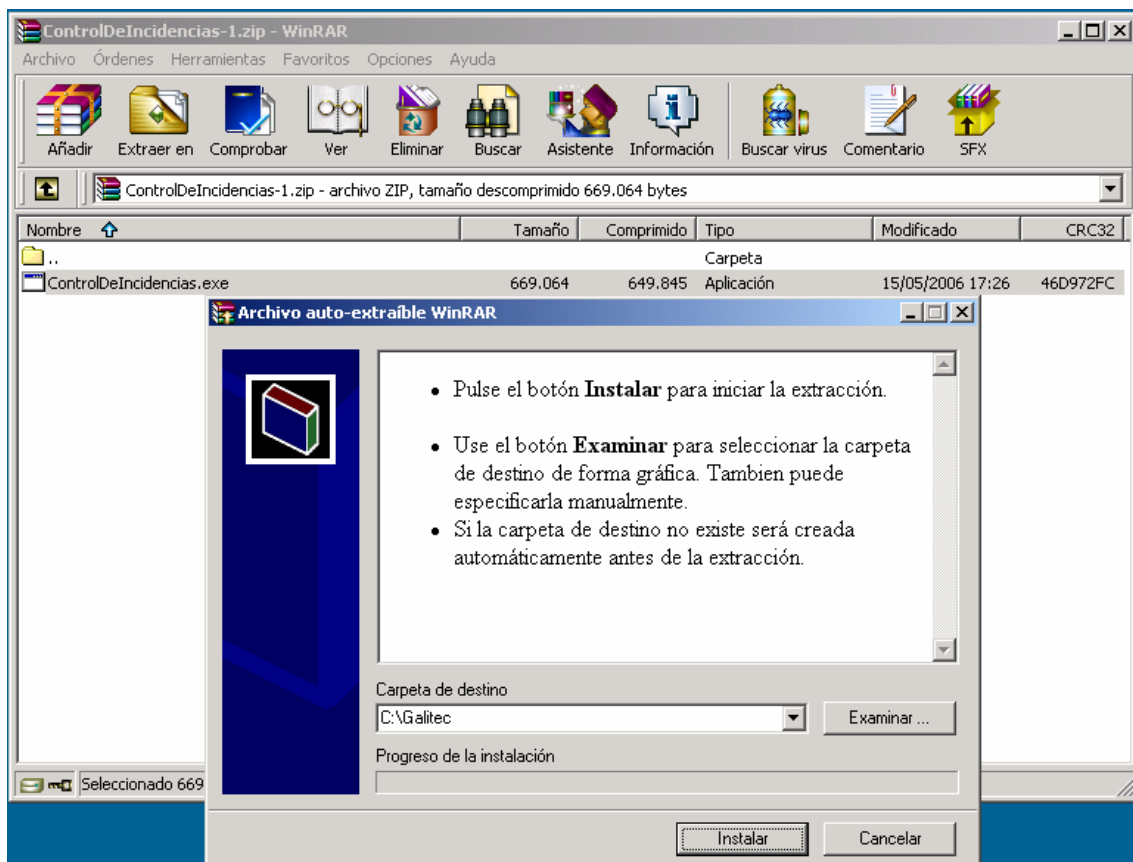 ControlDeIncidencias-1.zip - WinRAR
Archivo Órdenes Herramientas Favoritos Opciones Ayuda
Añadir Extraer en Comprobar Ver Eliminar Buscar Asistente Información Buscar virus Comentario SFX
ControlDeIncidencias-1.zip - archivo ZIP, tamaño descomprimido 669.064 bytes
Nombre Tamaño Comprimido Tipo Modificado CRC32
.. Carpeta
ControlDeIncidencias.exe 669.064 649.845 Aplicación 15/05/2006 17:26 46D972FC
Archivo auto-extraíble WinRAR
• Pulse el botón Instalar para iniciar la extracción.
• Use el botón Examinar para seleccionar la carpeta
de destino de forma gráfica. Tambien puede
especificarla manualmente.
• Si la carpeta de destino no existe será creada
automáticamente antes de la extracción.
Carpeta de destino
C:\Galitec Examinar ...
Progreso de la instalación
Seleccionado 669
Instalar Cancelar